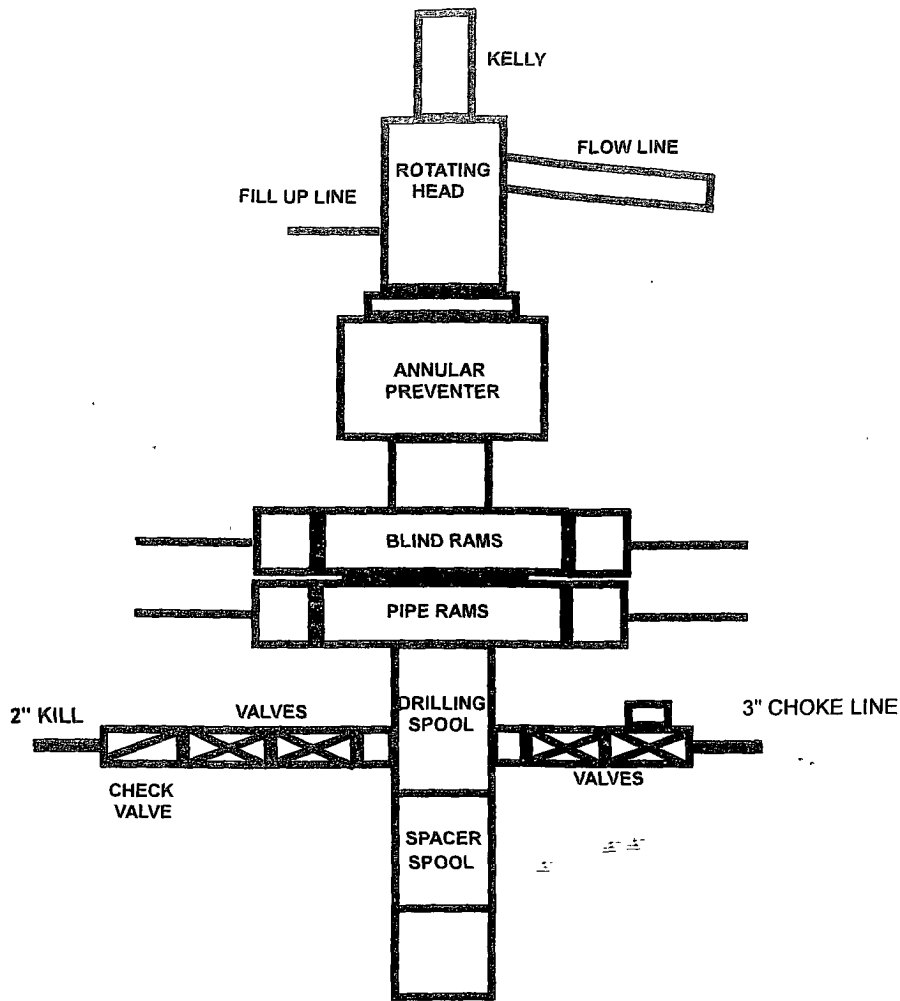 KELLY
FLOW LINE
ROTATING
HEAD
FILL UP LINE
ANNULAR
PREVENTER
BLIND RAMS
PIPE RAMS
2" KILL
VALVES
DRILLING
SPOOL
3" CHOKE LINE
VALVES
CHECK
VALVE
SPACER
SPOOL